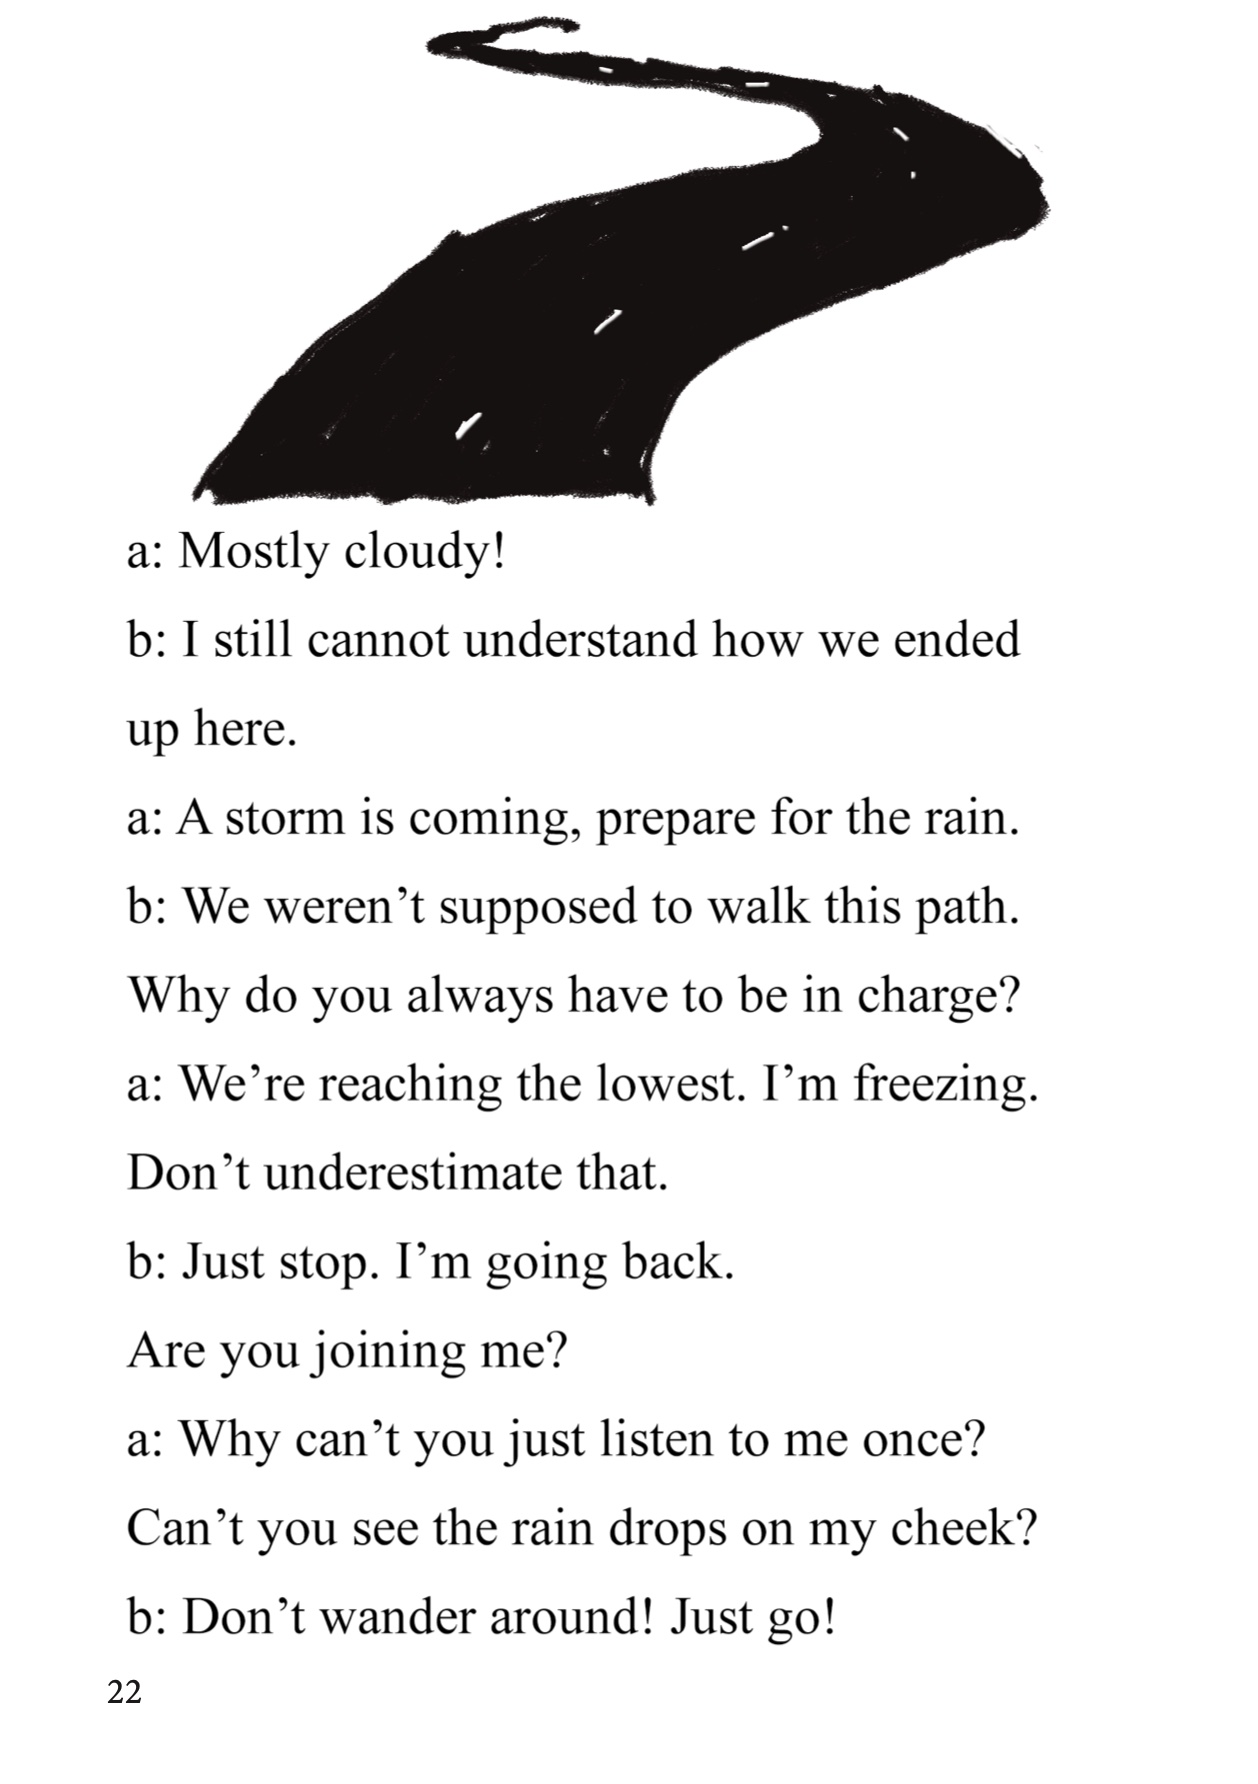 a: Mostly cloudy!
b: I still cannot understand how we ended
up here.
a: A storm is coming, prepare for the rain.
b: We weren’t supposed to walk this path.
Why do you always have to be in charge?
a: We’re reaching the lowest. I’m freezing.
Don’t underestimate that.
b: Just stop. I’m going back.
Are you joining me?
a: Why can’t you just listen to me once?
Can’t you see the rain drops on my cheek?
b: Don’t wander around! Just go!
22